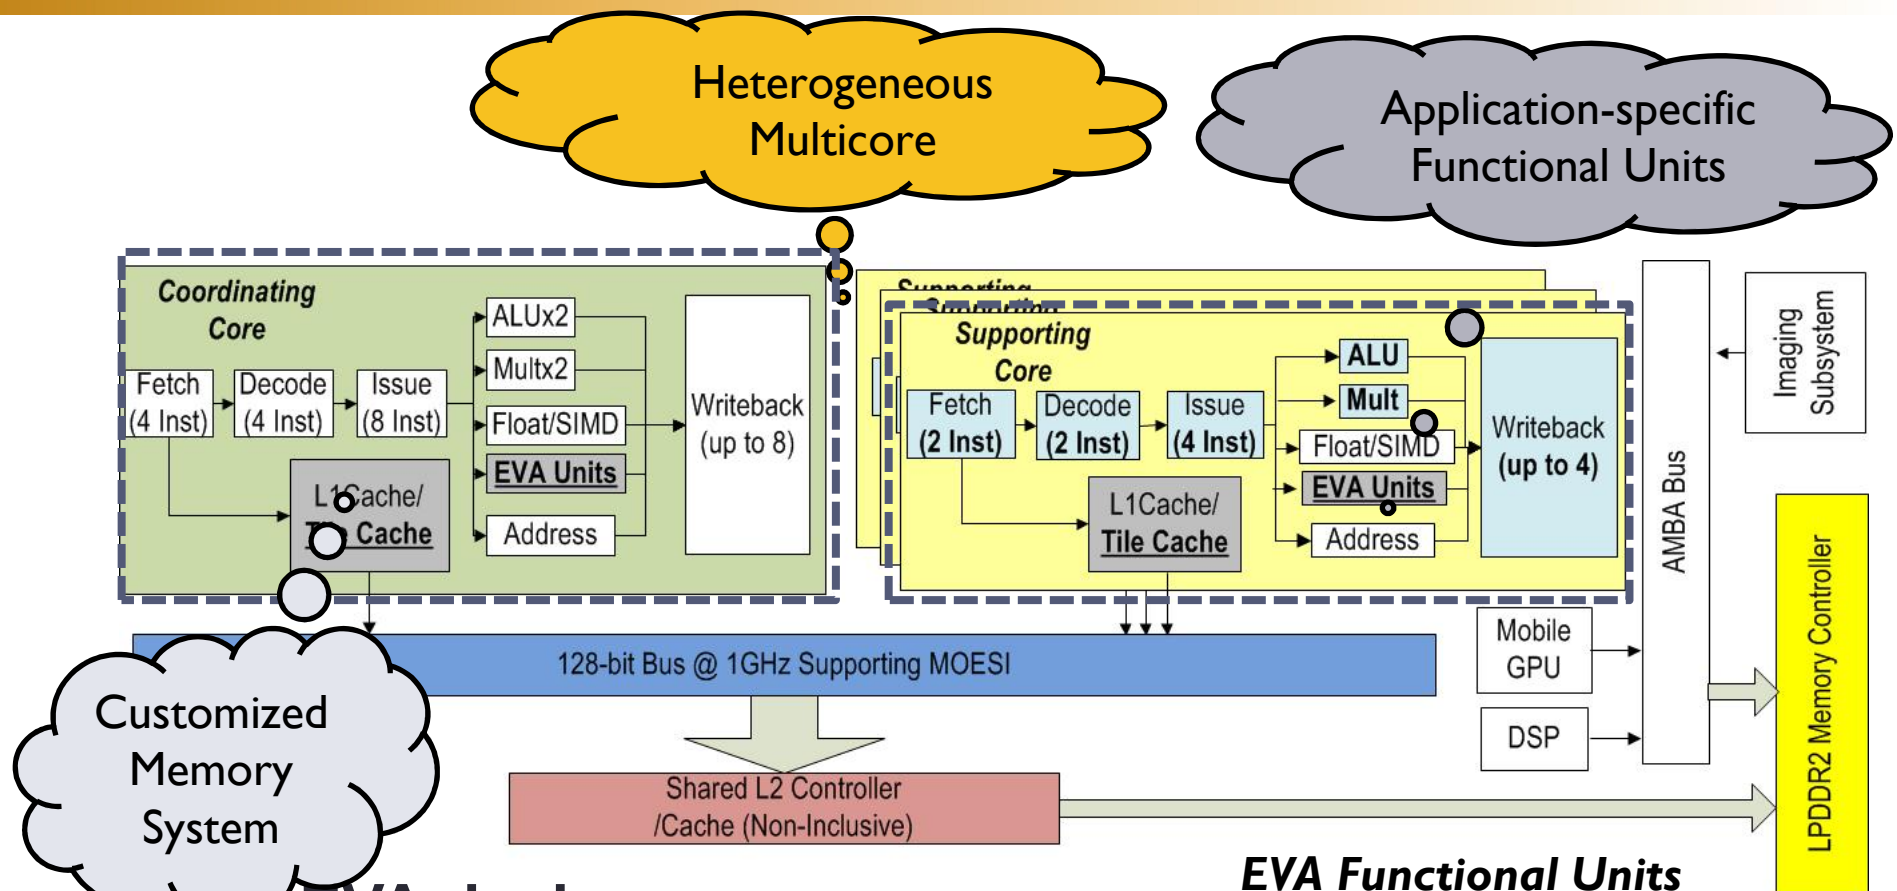 Heterogeneous
Multicore
Application-specific
Functional Units
Coordinating
Core
Fetch
(4 Inst)
Decode
(4 Inst)
Issue
(8 Inst)
ALUx2
Multx2
Float/SIMD
EVA Units
Address
Writeback
(up to 8)
L1Cache/
Tile Cache
Supporting
Supporting
Supporting
Core
Fetch
(2 Inst)
Decode
(2 Inst)
Issue
(4 Inst)
ALU
Mult
Float/SIMD
EVA Units
Address
Writeback
(up to 4)
L1Cache/
Tile Cache
AMBA Bus
Imaging
Subsystem
Mobile
GPU
DSP
LPDDR2 Memory Controller
128-bit Bus @ 1GHz Supporting MOESI
Customized
Memory
System
Shared L2 Controller
/Cache (Non-Inclusive)
EVA Functional Units